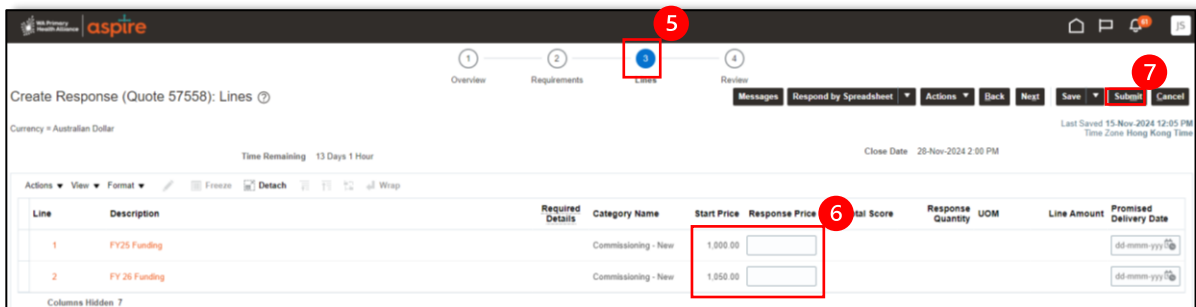 WA Primary Health Alliance aspire 5 61 JS
1 2 3 4
Overview Requirements Lines Review
7
Create Response (Quote 57558): Lines Messages Respond by Spreadsheet Actions Back Next Save Submit Cancel
Currency = Australian Dollar Last Saved 15-Nov-2024 12:05 PM
Time Zone Hong Kong Time
Time Remaining 13 Days 1 Hour Close Date 28-Nov-2024 2:00 PM
Actions View Format Freeze Detach Wrap
Line Description Required Details Category Name Start Price Response Price 6 tal Score Response Quantity UOM Line Amount Promised Delivery Date
1 FY25 Funding Commissioning - New 1,000.00 dd-mmm-yyy
2 FY 26 Funding Commissioning - New 1,050.00 dd-mmm-yyy
Columns Hidden 7